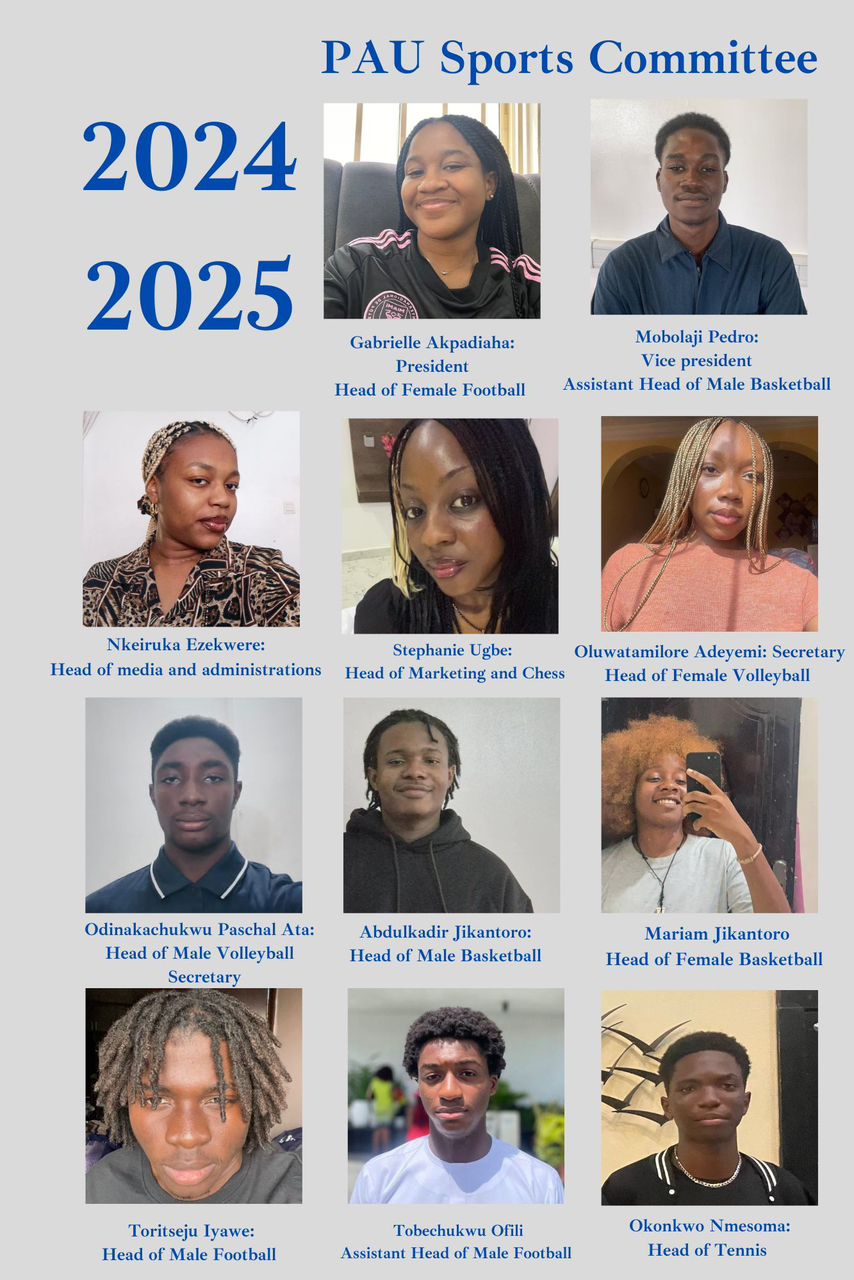 PAU Sports Committee
2024
2025
Gabrielle Akpadiaha:
President
Head of Female Football
Mobolaji Pedro:
Vice president
Assistant Head of Male Basketball
Nkeiruka Ezekwere:
Head of media and administrations
Stephanie Ugbe:
Head of Marketing and Chess
Oluwatamilore Adeyemi: Secretary
Head of Female Volleyball
Odinakachukwu Paschal Ata:
Head of Male Volleyball
Secretary
Abdulkadir Jikantoro:
Head of Male Basketball
Mariam Jikantoro
Head of Female Basketball
Toritseju Iyawe:
Head of Male Football
Tobechukwu Ofili
Assistant Head of Male Football
Okonkwo Nmesoma:
Head of Tennis